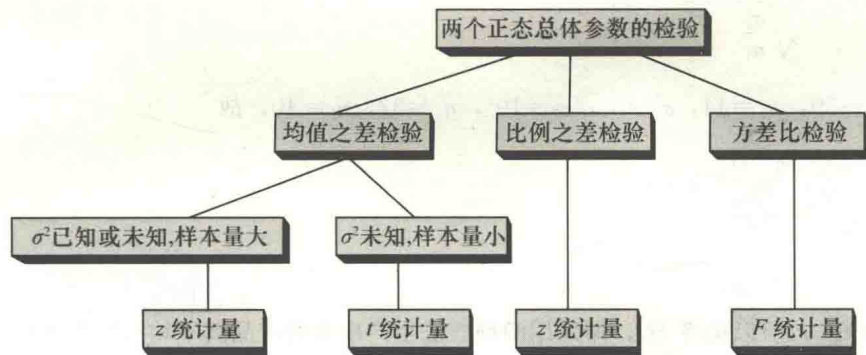 两个正态总体参数的检验
均值之差检验
比例之差检验
方差比检验
σ²已知或未知,样本量大
σ²未知,样本量小
z 统计量
t 统计量
z 统计量
F 统计量